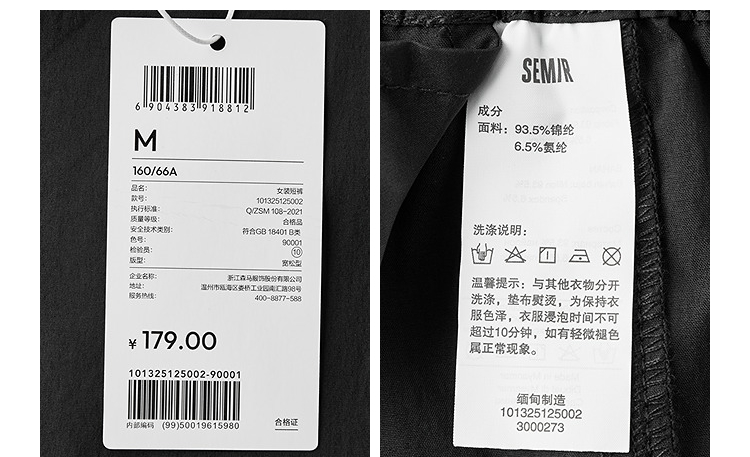 6 904383 918812
M
160/66A
品名: 女装短裤
款号: 101325125002
执行标准: Q/ZSM 108-2021
质量等级: 合格品
安全技术类别: 符合GB 18401 B类
色号: 90001
检验员: 10
版型: 宽松型
企业名称: 浙江森马服饰股份有限公司
地址: 温州市瓯海区娄桥工业园南汇路98号
服务热线: 400-8877-588
¥ 179.00
101325125002-90001
内部编码 (99)50019615980
合格证
SEMIR
成分
面料: 93.5%锦纶
6.5%氨纶
洗涤说明:
温馨提示: 与其他衣物分开
洗涤, 垫布熨烫, 为保持衣
服色泽, 衣服浸泡时间不可
超过10分钟, 如有轻微褪色
属正常现象。
缅甸制造
101325125002
3000273